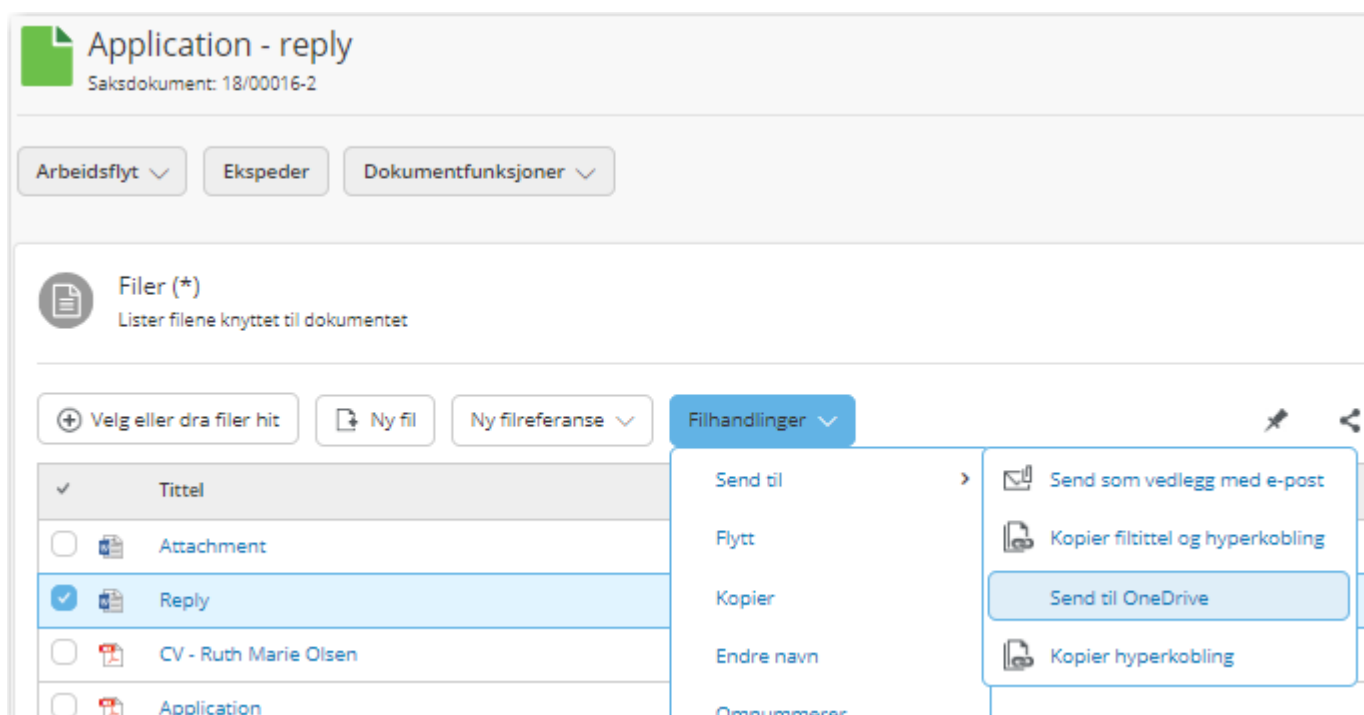 Application - reply
Saksdokument: 18/00016-2
Arbeidsflyt
Ekspeder
Dokumentfunksjoner
Filer (*)
Lister filene knyttet til dokumentet
Velg eller dra filer hit
Ny fil
Ny filreferanse
Filhandlinger
Tittel
Attachment
Reply
CV - Ruth Marie Olsen
Application
Send til
Flytt
Kopier
Endre navn
Omnummerer
Send som vedlegg med e-post
Kopier filtittel og hyperkobling
Send til OneDrive
Kopier hyperkobling